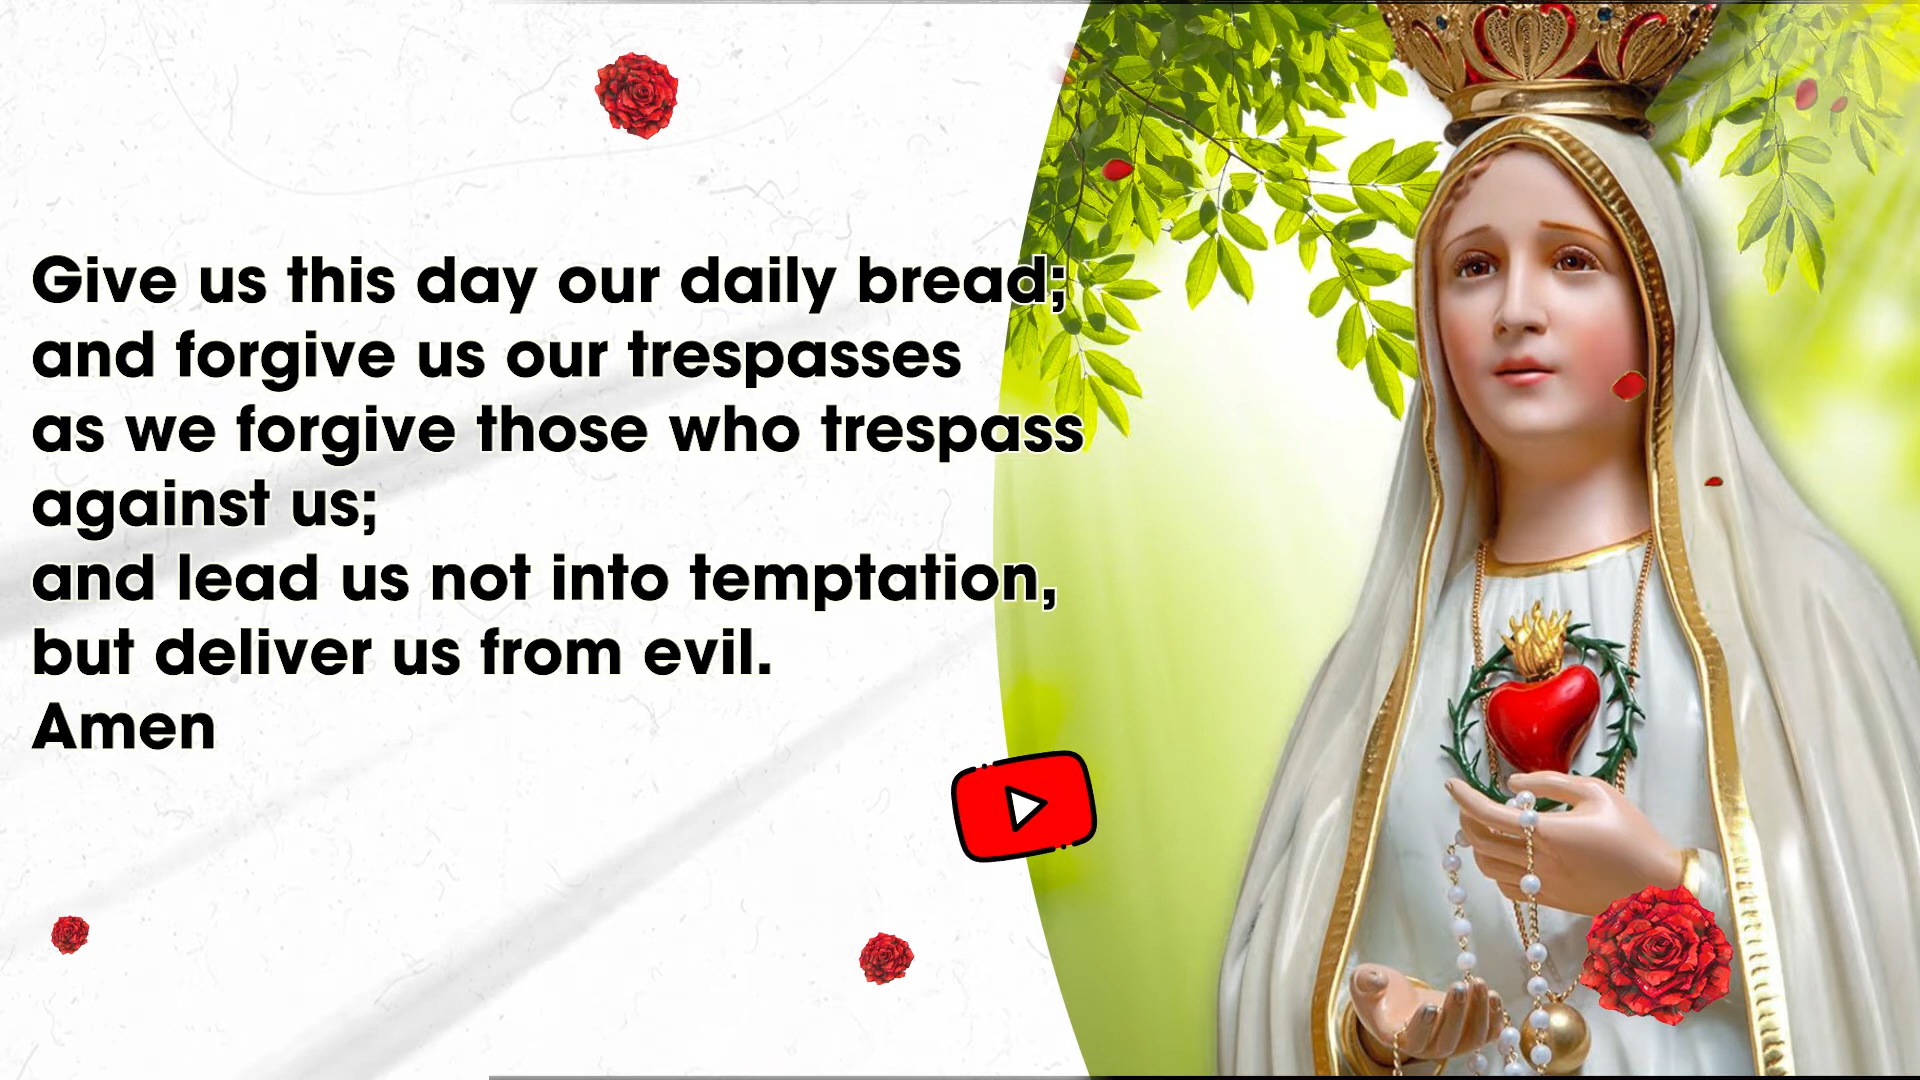 Give us this day our daily bread;
and forgive us our trespasses
as we forgive those who trespass
against us;
and lead us not into temptation,
but deliver us from evil.
Amen